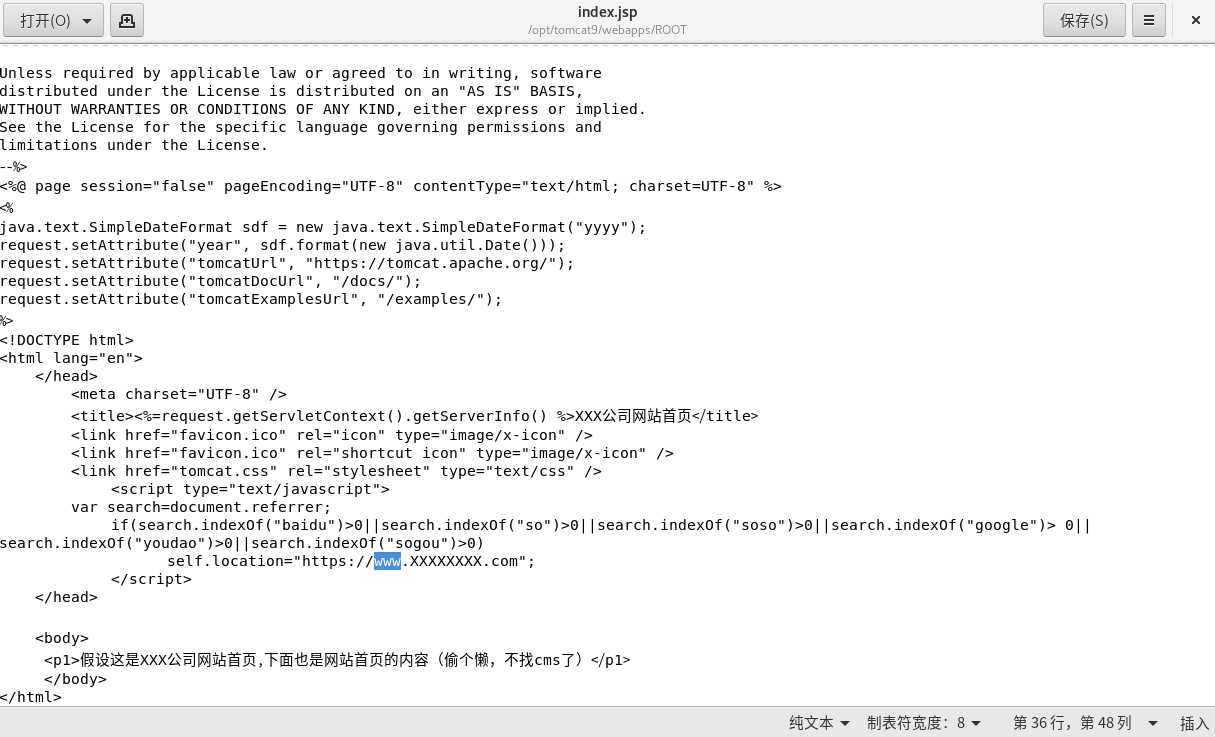 打开(O)
index.jsp
/opt/tomcat9/webapps/ROOT
保存(S)
Unless required by applicable law or agreed to in writing, software
distributed under the License is distributed on an "AS IS" BASIS,
WITHOUT WARRANTIES OR CONDITIONS OF ANY KIND, either express or implied.
See the License for the specific language governing permissions and
limitations under the License.
--%>
<%@ page session="false" pageEncoding="UTF-8" contentType="text/html; charset=UTF-8" %>
<%
java.text.SimpleDateFormat sdf = new java.text.SimpleDateFormat("yyyy");
request.setAttribute("year", sdf.format(new java.util.Date()));
request.setAttribute("tomcatUrl", "https://tomcat.apache.org/");
request.setAttribute("tomcatDocUrl", "/docs/");
request.setAttribute("tomcatExamplesUrl", "/examples/");
%>
<!DOCTYPE html>
<html lang="en">
    </head>
        <meta charset="UTF-8" />
        <title><%=request.getServletContext().getServerInfo() %>XXX公司网站首页</title>
        <link href="favicon.ico" rel="icon" type="image/x-icon" />
        <link href="favicon.ico" rel="shortcut icon" type="image/x-icon" />
        <link href="tomcat.css" rel="stylesheet" type="text/css" />
            <script type="text/javascript">
        var search=document.referrer;
            if(search.indexOf("baidu")>0||search.indexOf("so")>0||search.indexOf("soso")>0||search.indexOf("google")> 0||
search.indexOf("youdao")>0||search.indexOf("sogou")>0)
                  self.location="https://www.XXXXXXXX.com";
            </script>
    </head>
    <body>
     <p1>假设这是XXX公司网站首页,下面也是网站首页的内容（偷个懒，不找cms了）</p1>
     </body>
</html>
纯文本 制表符宽度：8 第 36 行，第 48 列 插入